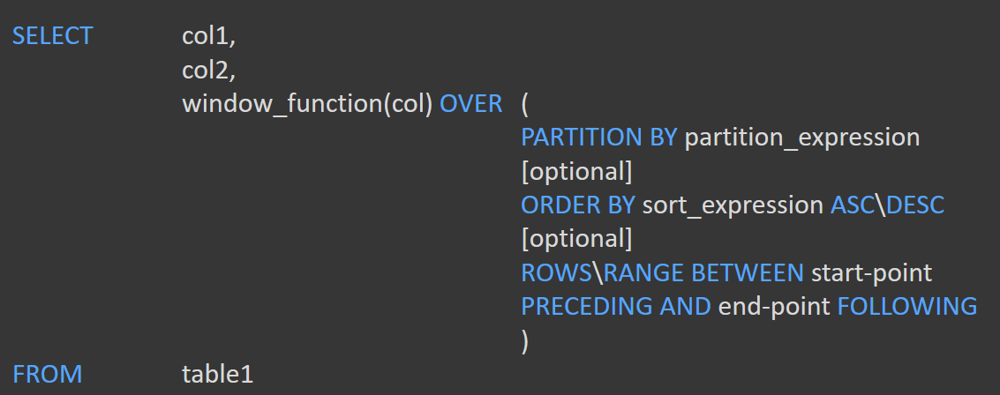 SELECT col1,
col2,
window_function(col) OVER (
PARTITION BY partition_expression
[optional]
ORDER BY sort_expression ASC\DESC
[optional]
ROWS\RANGE BETWEEN start-point
PRECEDING AND end-point FOLLOWING
)
FROM table1